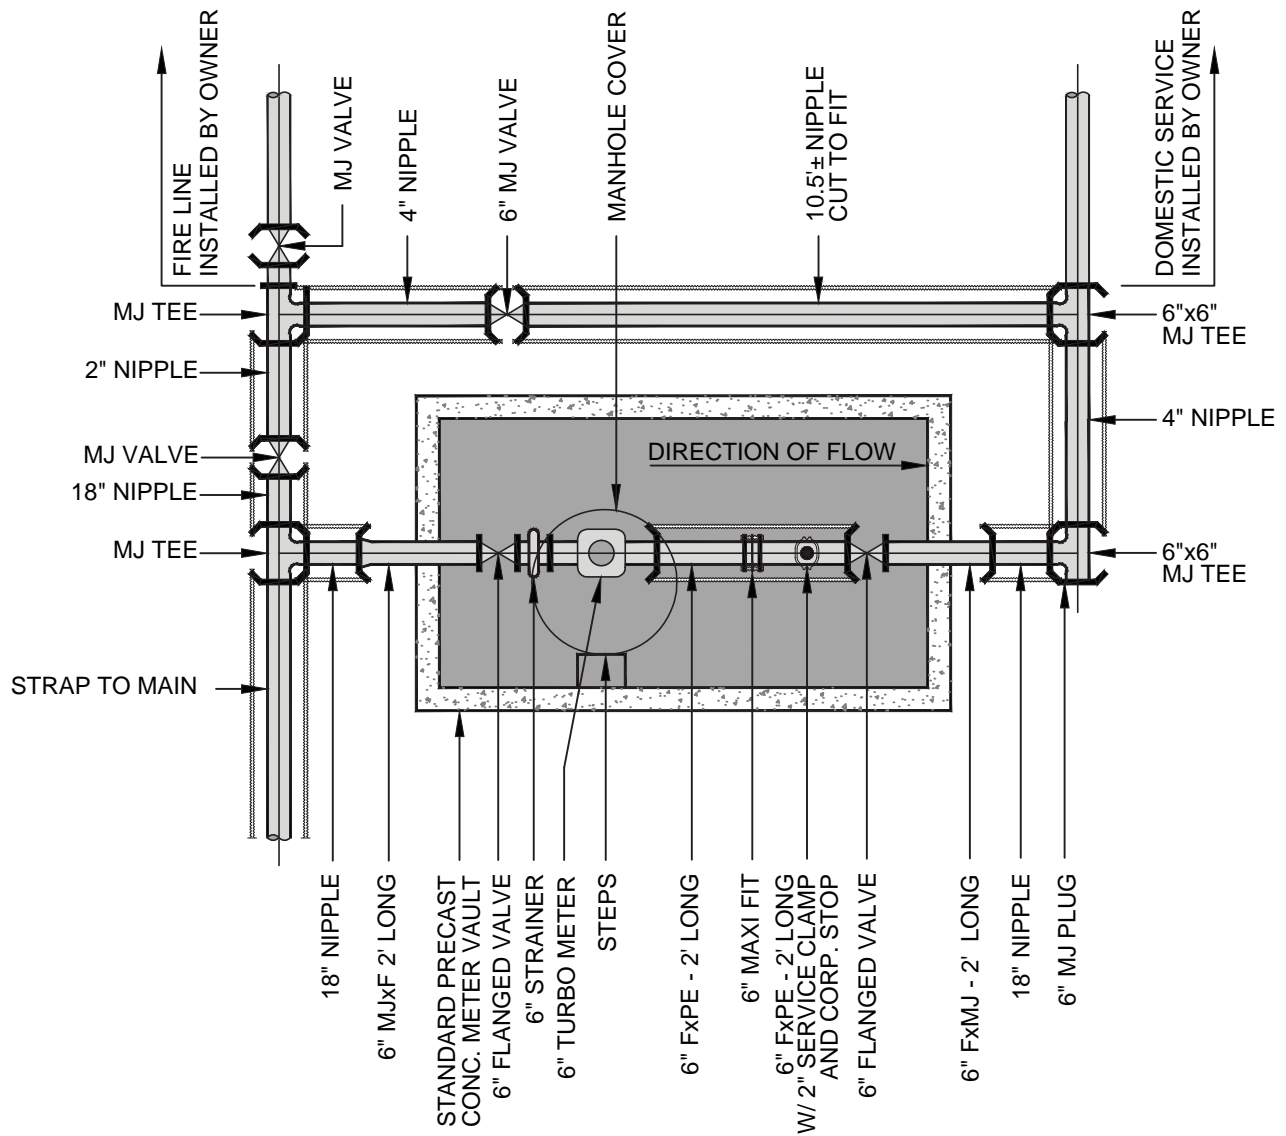 FIRE LINE
INSTALLED BY OWNER
MJ VALVE
4" NIPPLE
6" MJ VALVE
MANHOLE COVER
10.5'± NIPPLE
CUT TO FIT
DOMESTIC SERVICE
INSTALLED BY OWNER
MJ TEE
2" NIPPLE
MJ VALVE
18" NIPPLE
MJ TEE
STRAP TO MAIN
DIRECTION OF FLOW
6"x6"
MJ TEE
4" NIPPLE
6"x6"
MJ TEE
18" NIPPLE
6" MJxF 2' LONG
STANDARD PRECAST
CONC. METER VAULT
6" FLANGED VALVE
6" STRAINER
6" TURBO METER
STEPS
6" FxPE - 2' LONG
6" MAXI FIT
6" FxPE - 2' LONG
W/ 2" SERVICE CLAMP
AND CORP. STOP
6" FLANGED VALVE
6" FxMJ - 2' LONG
18" NIPPLE
6" MJ PLUG